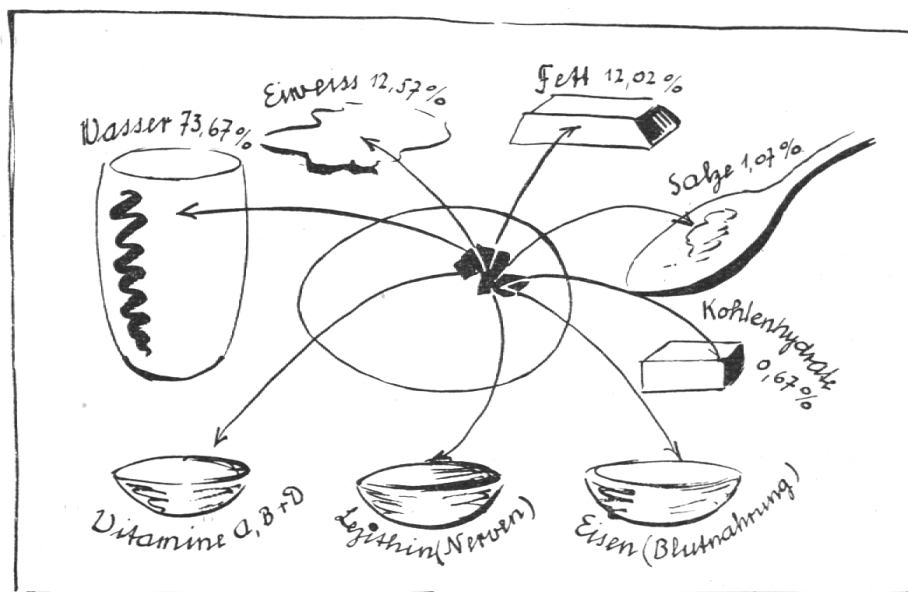 Eiweiss 12,57%
Fett 12,02%
Wasser 73,67%
Salze 1,07%
Kohlenhydrate
0,67%
Vitamine A, B+D
Lezithin (Nerven)
Eisen (Blutnahrung)